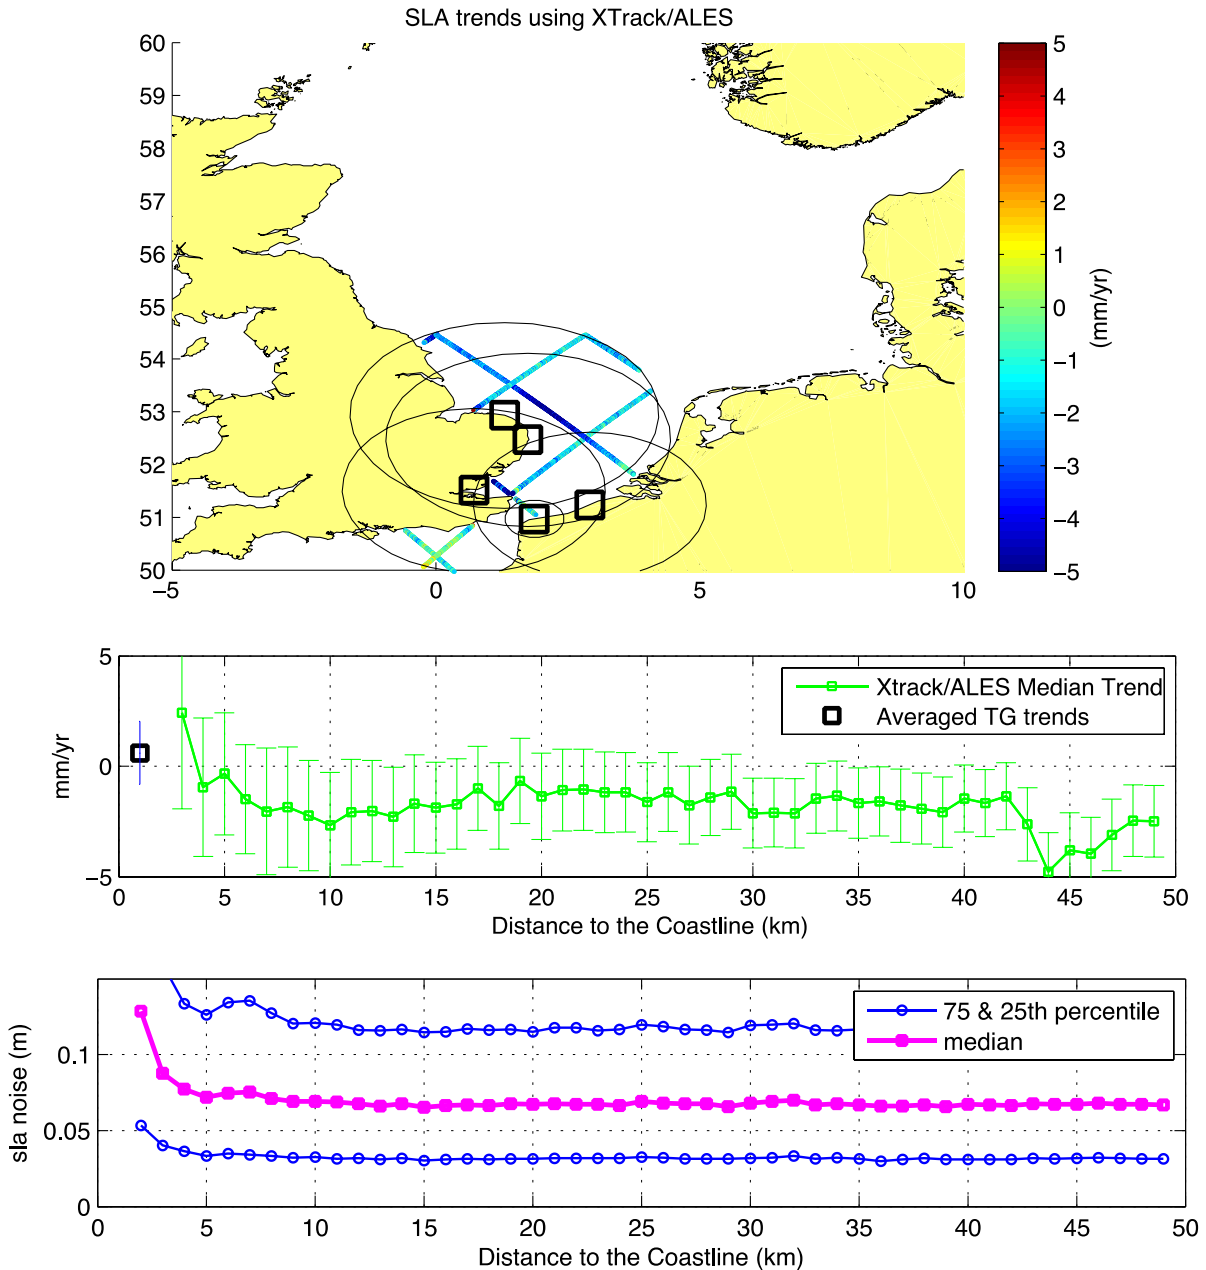 SLA trends using XTrack/ALES
60
59
58
57
56
55
54
53
52
51
50
−5
0
5
10
5
4
3
2
1
0
−1
−2
−3
−4
−5
(mm/yr)
5
0
−5
mm/yr
Xtrack/ALES Median Trend
Averaged TG trends
0 5 10 15 20 25 30 35 40 45 50
Distance to the Coastline (km)
0.1
0.05
0
sla noise (m)
75 & 25th percentile
median
0 5 10 15 20 25 30 35 40 45 50
Distance to the Coastline (km)